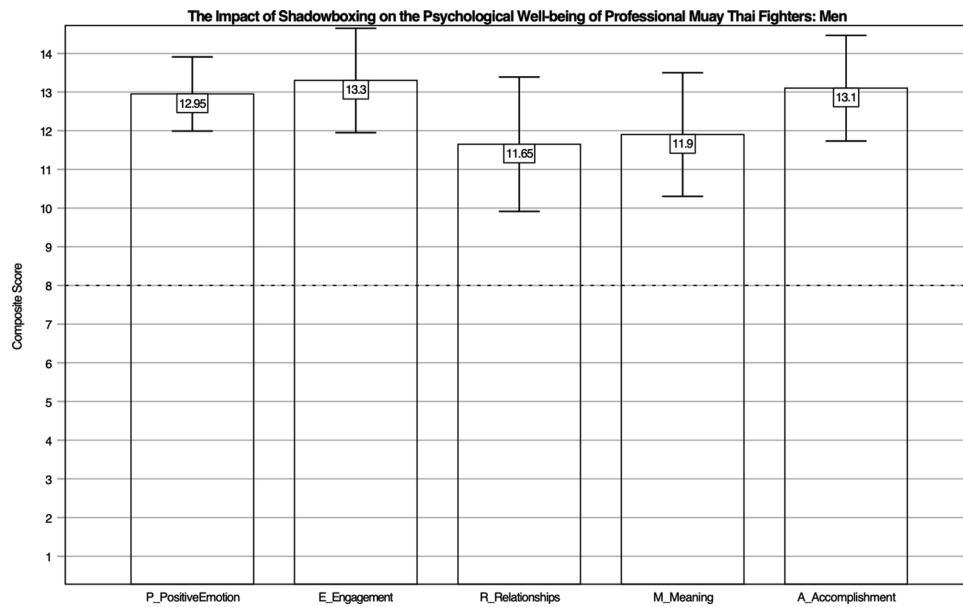 The Impact of Shadowboxing on the Psychological Well-being of Professional Muay Thai Fighters: Men
14
13
12
11
10
9
8
7
6
5
4
3
2
1
Composite Score
12.95
13.3
11.65
11.9
13.1
P_PositiveEmotion
E_Engagement
R_Relationships
M_Meaning
A_Accomplishment